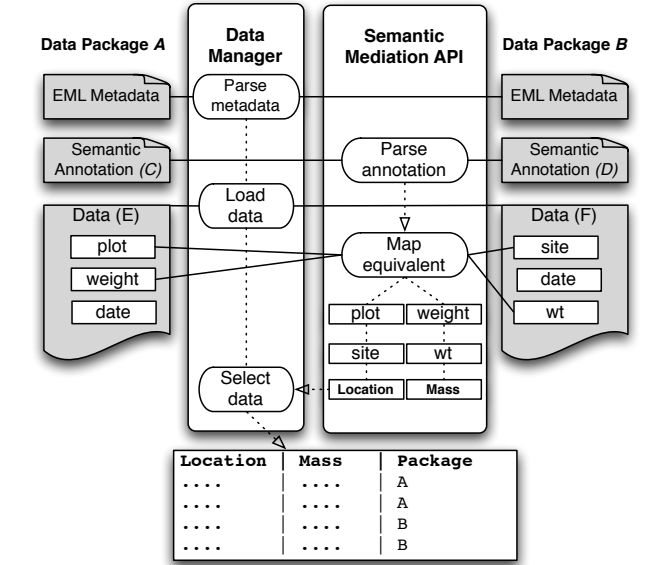 Data Package A
Data
Manager
Semantic
Mediation API
Data Package B
EML Metadata
Parse
metadata
EML Metadata
Semantic
Annotation (C)
Parse
annotation
Semantic
Annotation (D)
Load
data
Data (E)
plot
weight
date
Map
equivalent
Data (F)
site
date
wt
plot
weight
site
wt
Location
Mass
Select
data
Location | Mass | Package
.... | .... | A
.... | .... | A
.... | .... | B
.... | .... | B